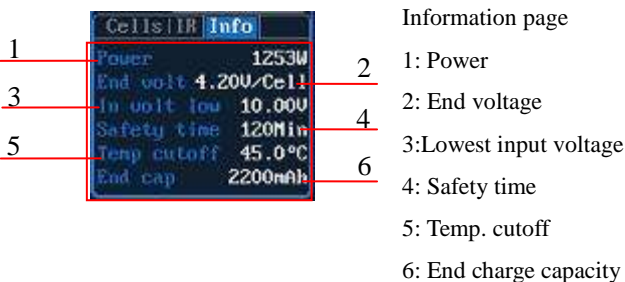 Cells|IR Info
Power 1253W
End volt 4.20V/Cell
In volt low 10.00V
Safety time 120Min
Temp cutoff 45.0°C
End cap 2200mAh
1
3
5
2
4
6
Information page
1: Power
2: End voltage
3:Lowest input voltage
4: Safety time
5: Temp. cutoff
6: End charge capacity